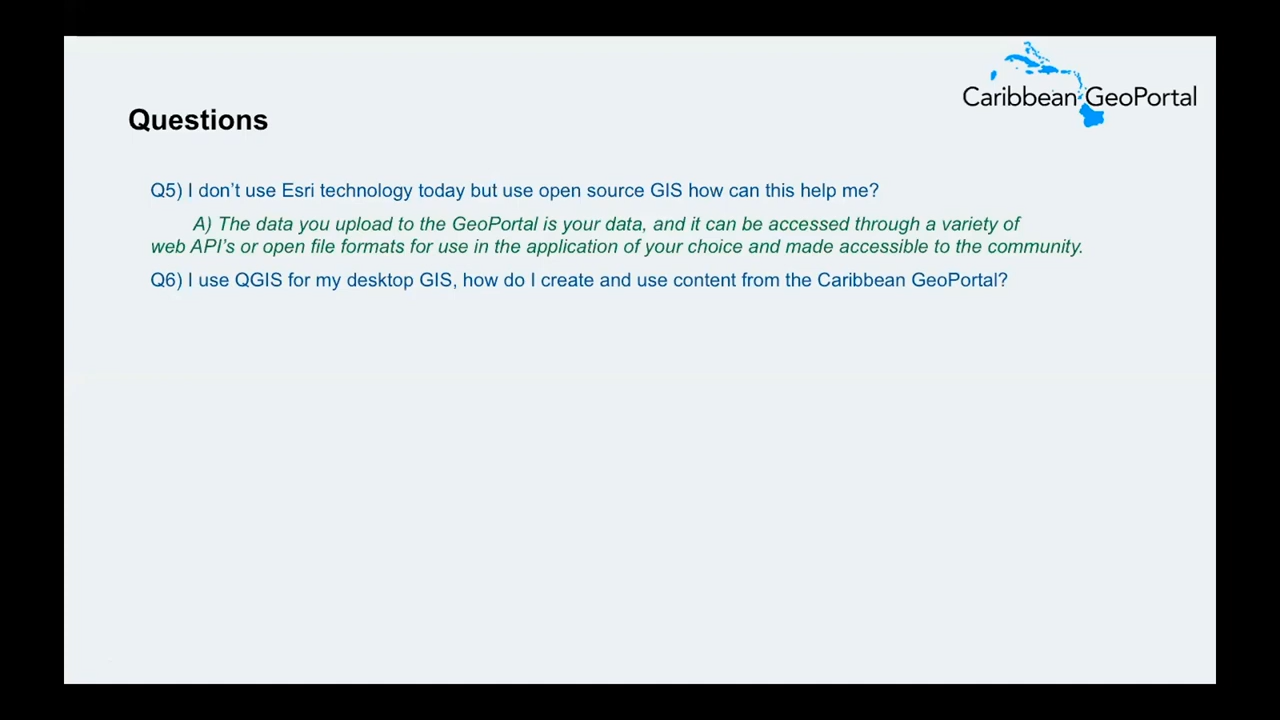 Caribbean GeoPortal
Questions
Q5) I don't use Esri technology today but use open source GIS how can this help me?
A) The data you upload to the GeoPortal is your data, and it can be accessed through a variety of
web API's or open file formats for use in the application of your choice and made accessible to the community.
Q6) I use QGIS for my desktop GIS, how do I create and use content from the Caribbean GeoPortal?